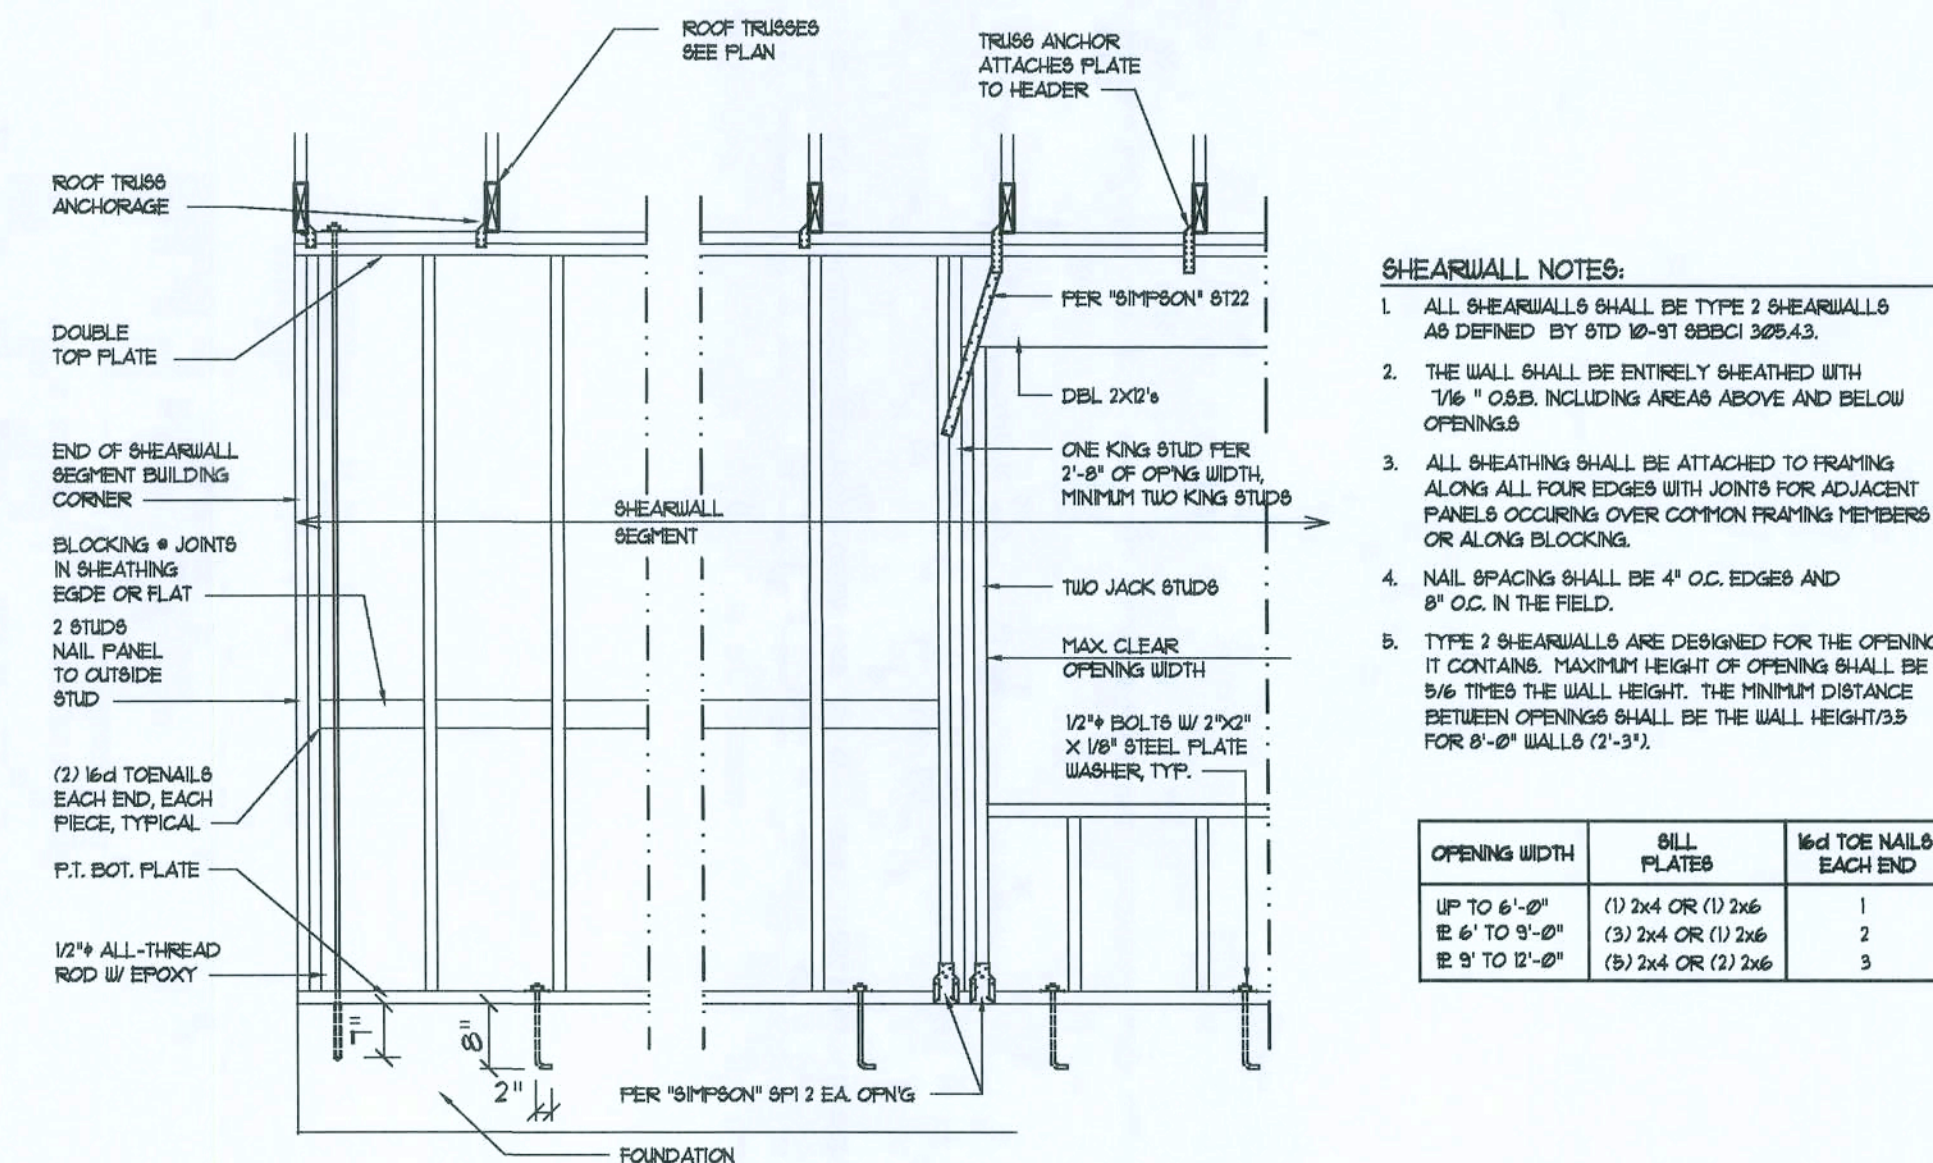 ROOF TRUSSES
SEE PLAN
TRUSS ANCHOR
ATTACHES PLATE
TO HEADER
ROOF TRUSS
ANCHORAGE
DOUBLE
TOP PLATE
END OF SHEARWALL
SEGMENT BUILDING
CORNER
BLOCKING @ JOINTS
IN SHEATHING
EGDE OR FLAT
2 STUDS
NAIL PANEL
TO OUTSIDE
STUD
(2) 16d TOENAILS
EACH END, EACH
PIECE, TYPICAL
P.T. BOT. PLATE
1/2"φ ALL-THREAD
ROD W/ EPOXY
SHEARWALL
SEGMENT
PER "SIMPSON" ST22
DBL 2X12's
ONE KING STUD PER
2'-8" OF OP'NG WIDTH,
MINIMUM TWO KING STUDS
TWO JACK STUDS
MAX. CLEAR
OPENING WIDTH
1/2"φ BOLTS W/ 2"X2"
X 1/8" STEEL PLATE
WASHER, TYP.
7"
8"
2"
PER "SIMPSON" SP1 2 EA. OPN'G
FOUNDATION
SHEARWALL NOTES:
1. ALL SHEARWALLS SHALL BE TYPE 2 SHEARWALLS
AS DEFINED BY STD 10-97 SBBCI 305.4.3.
2. THE WALL SHALL BE ENTIRELY SHEATHED WITH
7/16 " O.S.B. INCLUDING AREAS ABOVE AND BELOW
OPENINGS
3. ALL SHEATHING SHALL BE ATTACHED TO FRAMING
ALONG ALL FOUR EDGES WITH JOINTS FOR ADJACENT
PANELS OCCURING OVER COMMON FRAMING MEMBERS
OR ALONG BLOCKING.
4. NAIL SPACING SHALL BE 4" O.C. EDGES AND
8" O.C. IN THE FIELD.
5. TYPE 2 SHEARWALLS ARE DESIGNED FOR THE OPENING
IT CONTAINS. MAXIMUM HEIGHT OF OPENING SHALL BE
5/6 TIMES THE WALL HEIGHT. THE MINIMUM DISTANCE
BETWEEN OPENINGS SHALL BE THE WALL HEIGHT/3.5
FOR 8'-0" WALLS (2'-3").
OPENING WIDTH SILL PLATES 16d TOE NAILS EACH END
UP TO 6'-0" (1) 2x4 OR (1) 2x6 1
6' TO 9'-0" (3) 2x4 OR (1) 2x6 2
9' TO 12'-0" (5) 2x4 OR (2) 2x6 3